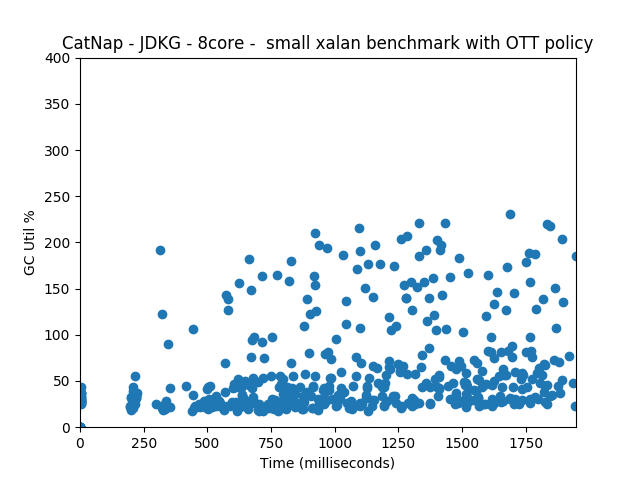 CatNap - JDKG - 8core -  small xalan benchmark with OTT policy
400
350
300
250
200
150
100
50
0
GC Util %
0 250 500 750 1000 1250 1500 1750
Time (milliseconds)